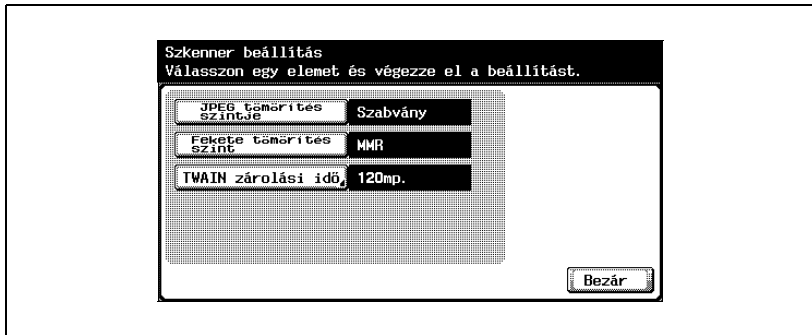 Szkenner beállítás
Válasszon egy elemet és végezze el a beállítást.
JPEG tömörítés
szintje
Szabvány
Fekete tömörítés
szint
MMR
TWAIN zárolási idő
120mp.
Bezár